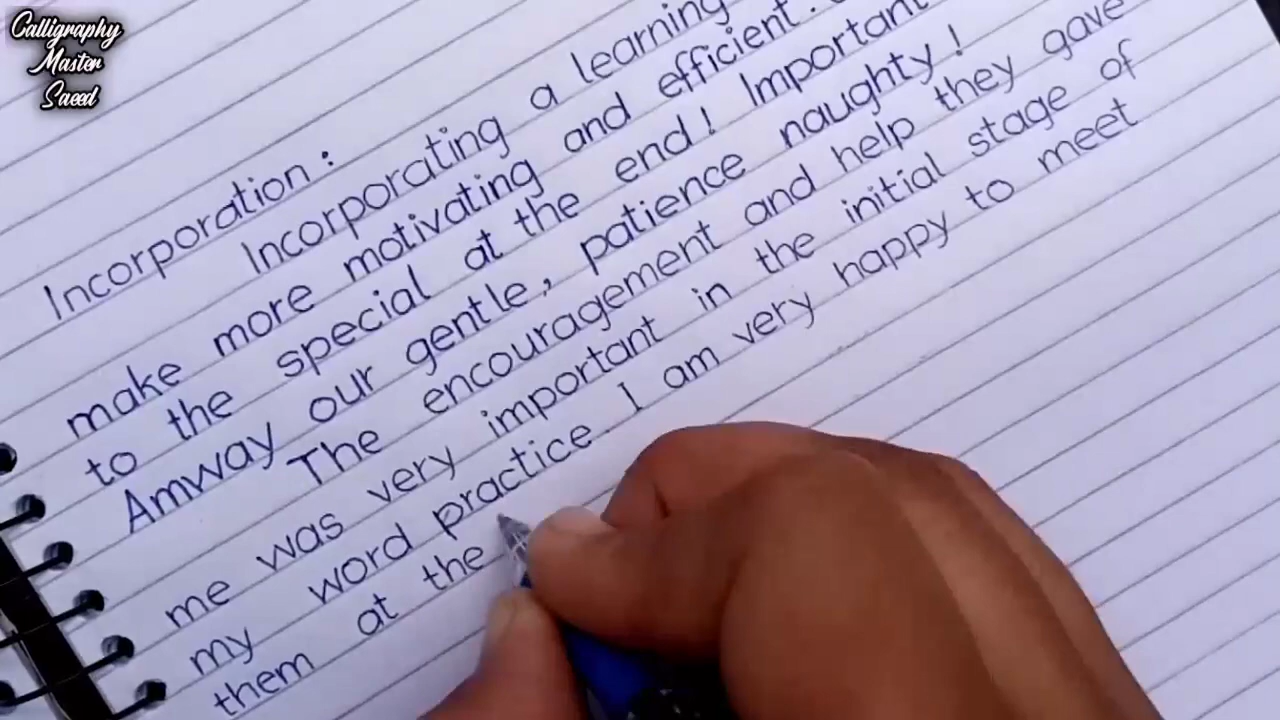 Calligraphy
Master
Saeed
Incorporation :
Incorporating a learning
make more motivating and efficient .
to the special at the end! Important
Amway our gentle, patience naughty !
The encouragement and help they gave
me was very important in the initial stage of
my word practice. I am very happy to meet
them at the